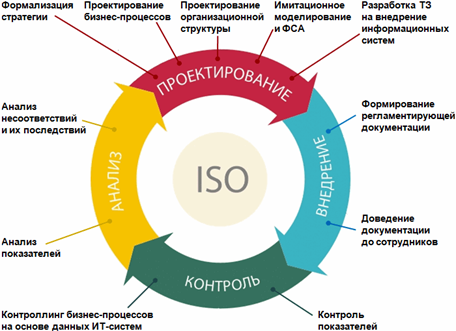 Формализация
стратегии
Проектирование
бизнес-процессов
Проектирование
организационной
структуры
Имитационное
моделирование
и ФСА
Разработка ТЗ
на внедрение
информационных
систем
ПРОЕКТИРОВАНИЕ
Анализ
несоответствий
и их последствий
Формирование
регламентирующей
документации
АНАЛИЗ
ISO
ВНЕДРЕНИЕ
Анализ
показателей
Доведение
документации
до сотрудников
КОНТРОЛЬ
Контроллинг бизнес-процессов
на основе данных ИТ-систем
Контроль
показателей